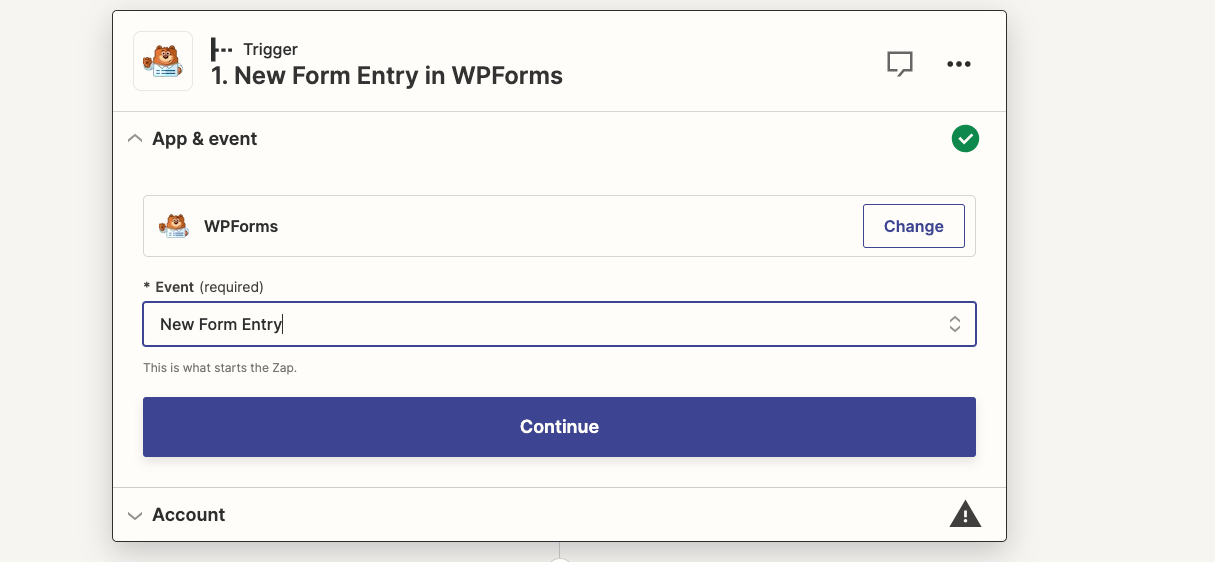 Trigger
1. New Form Entry in WPForms
App & event
WPForms
Change
* Event (required)
New Form Entry
This is what starts the Zap.
Continue
Account